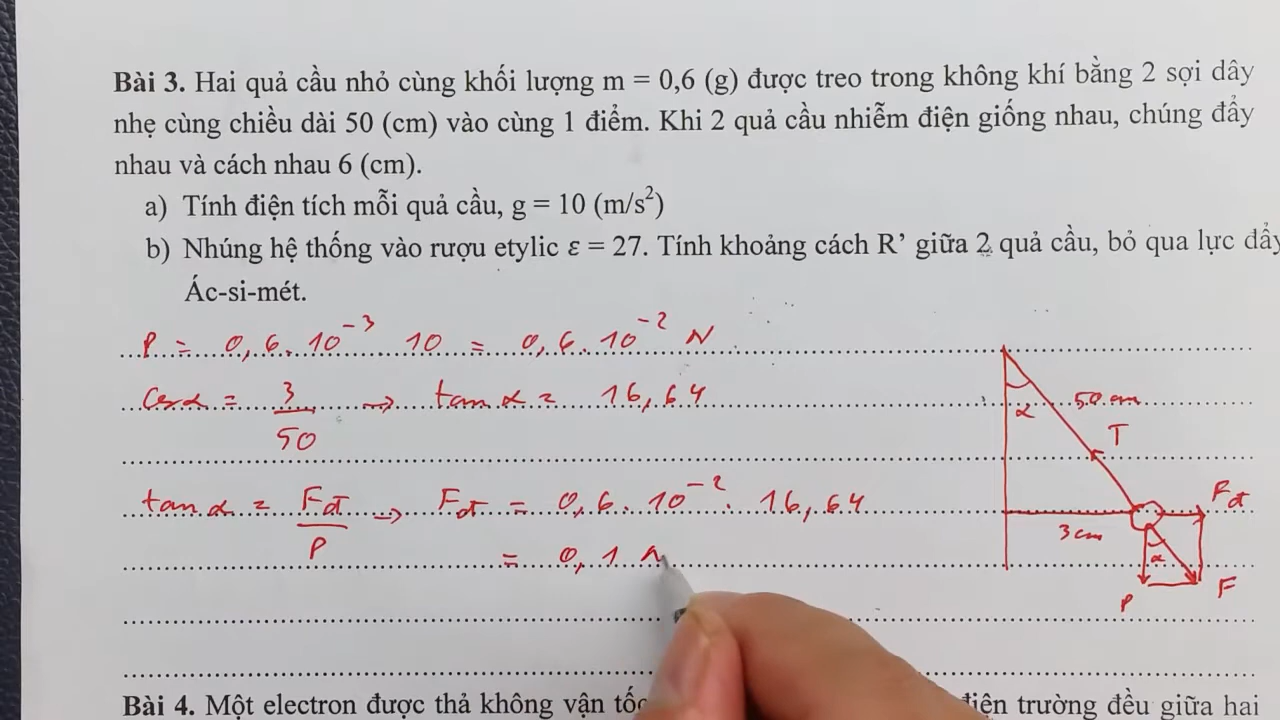 Bài 3. Hai quả cầu nhỏ cùng khối lượng m = 0,6 (g) được treo trong không khí bằng 2 sợi dây
nhẹ cùng chiều dài 50 (cm) vào cùng 1 điểm. Khi 2 quả cầu nhiễm điện giống nhau, chúng đẩy
nhau và cách nhau 6 (cm).
a) Tính điện tích mỗi quả cầu, g = 10 (m/s²)
b) Nhúng hệ thống vào rượu etylic ε = 27. Tính khoảng cách R’ giữa 2 quả cầu, bỏ qua lực đẩy
Ác-si-mét.
P = 0,6.10⁻³ 10 = 0,6.10⁻² N
cosα = 3/50 → tanα = 16,64
tanα = Fđ/P → Fđ = 0,6.10⁻².16,64
= 0,1 N
α
50 cm
T
Fđ
3cm
α
P
F
Bài 4. Một electron được thả không vận tốc điện trường đều giữa hai